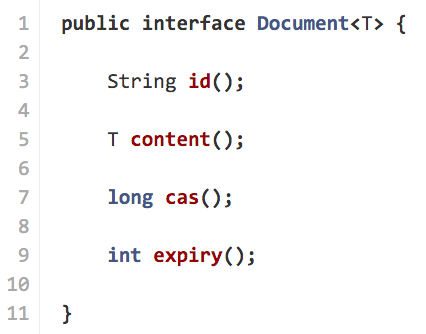 1 public interface Document<T> {
2
3 String id();
4
5 T content();
6
7 long cas();
8
9 int expiry();
10
11 }